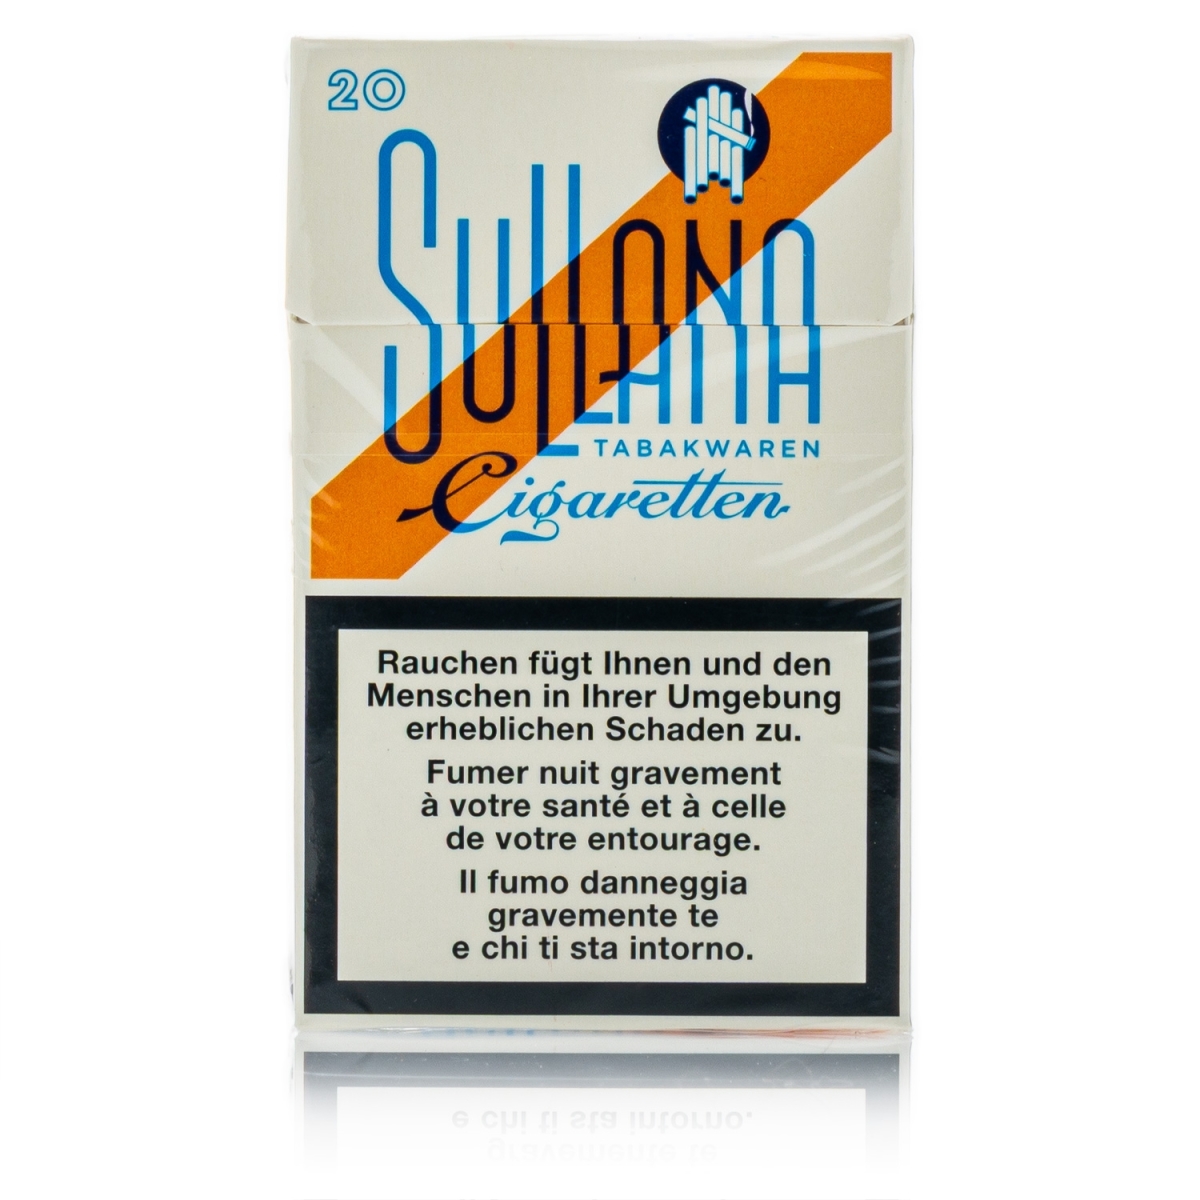 20
SULLANA
TABAKWAREN
Cigaretten
Rauchen fügt Ihnen und den
Menschen in Ihrer Umgebung
erheblichen Schaden zu.
Fumer nuit gravement
à votre santé et à celle
de votre entourage.
Il fumo danneggia
gravemente te
e chi ti sta intorno.